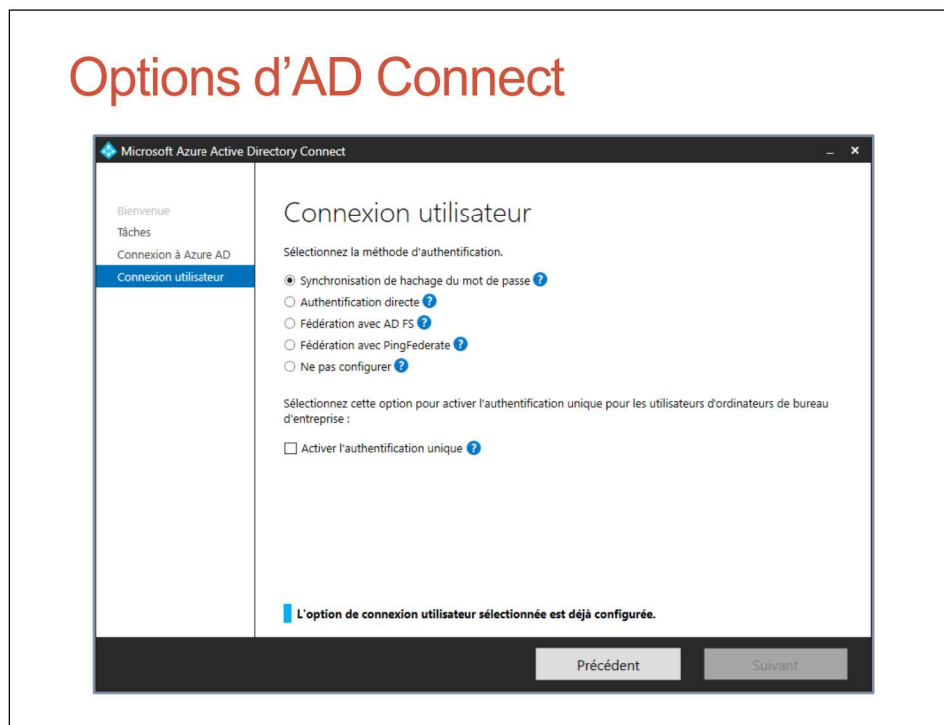 Options d'AD Connect
Microsoft Azure Active Directory Connect
Bienvenue
Tâches
Connexion à Azure AD
Connexion utilisateur
Connexion utilisateur
Sélectionnez la méthode d'authentification.
Synchronisation de hachage du mot de passe ?
Authentification directe ?
Fédération avec AD FS ?
Fédération avec PingFederate ?
Ne pas configurer ?
Sélectionnez cette option pour activer l'authentification unique pour les utilisateurs d'ordinateurs de bureau
d'entreprise :
Activer l'authentification unique ?
L'option de connexion utilisateur sélectionnée est déjà configurée.
Précédent
Suivant